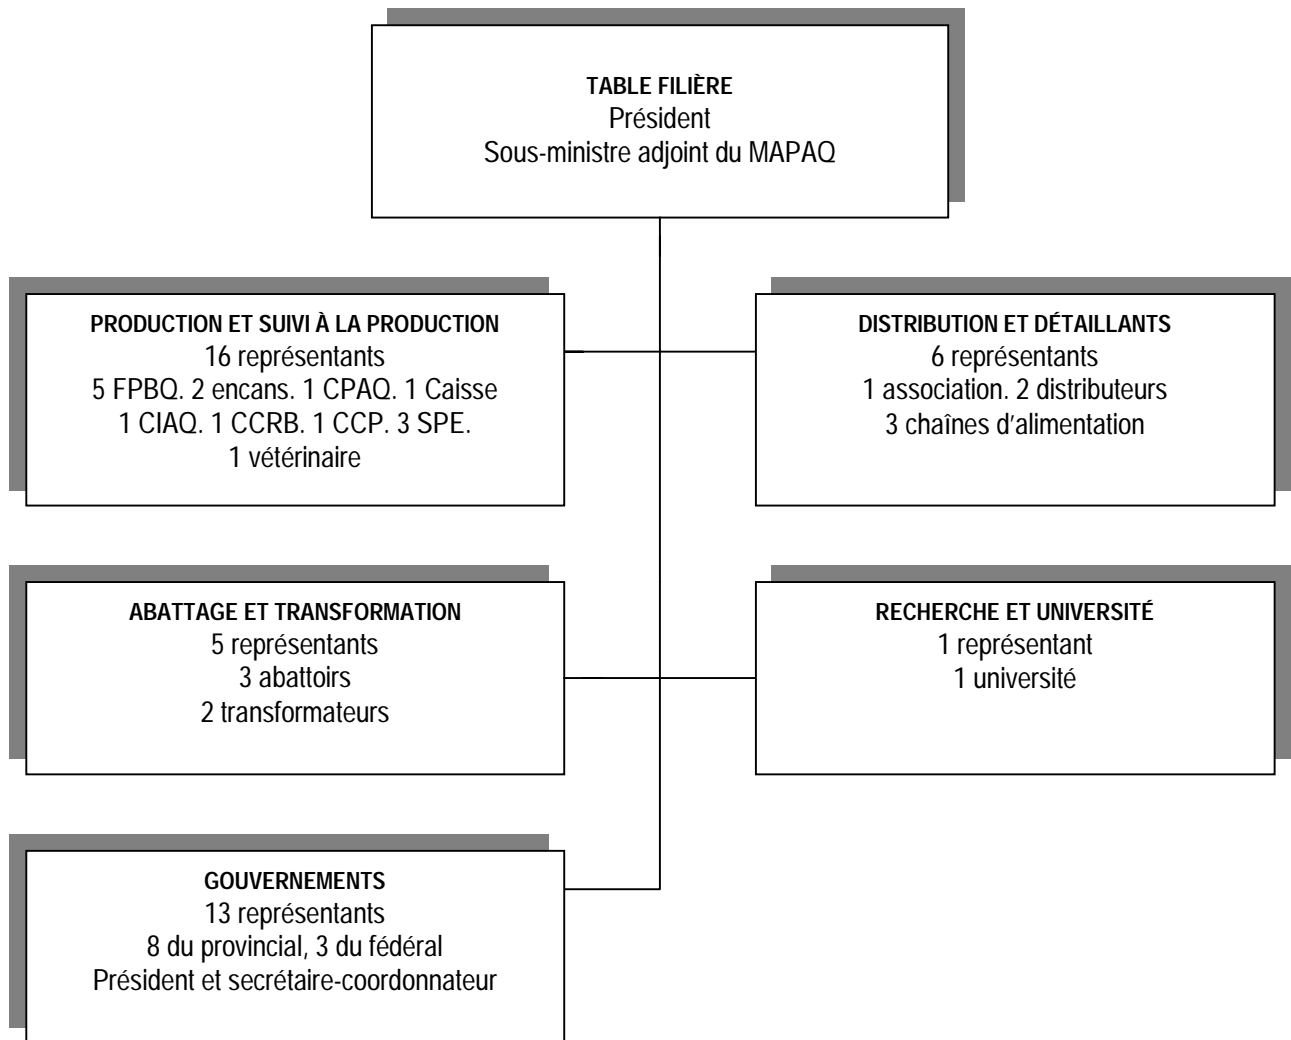 TABLE FILIÈRE
Président
Sous-ministre adjoint du MAPAQ
PRODUCTION ET SUIVI À LA PRODUCTION
16 représentants
5 FPBQ. 2 encans. 1 CPAQ. 1 Caisse
1 CIAQ. 1 CCRB. 1 CCP. 3 SPE.
1 vétérinaire
DISTRIBUTION ET DÉTAILLANTS
6 représentants
1 association. 2 distributeurs
3 chaînes d'alimentation
ABATTAGE ET TRANSFORMATION
5 représentants
3 abattoirs
2 transformateurs
RECHERCHE ET UNIVERSITÉ
1 représentant
1 université
GOUVERNEMENTS
13 représentants
8 du provincial, 3 du fédéral
Président et secrétaire-coordonnateur